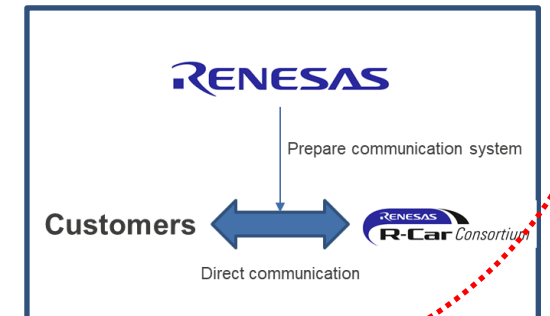 RENESAS
Prepare communication system
Customers
RENESAS
R-Car Consortium
Direct communication